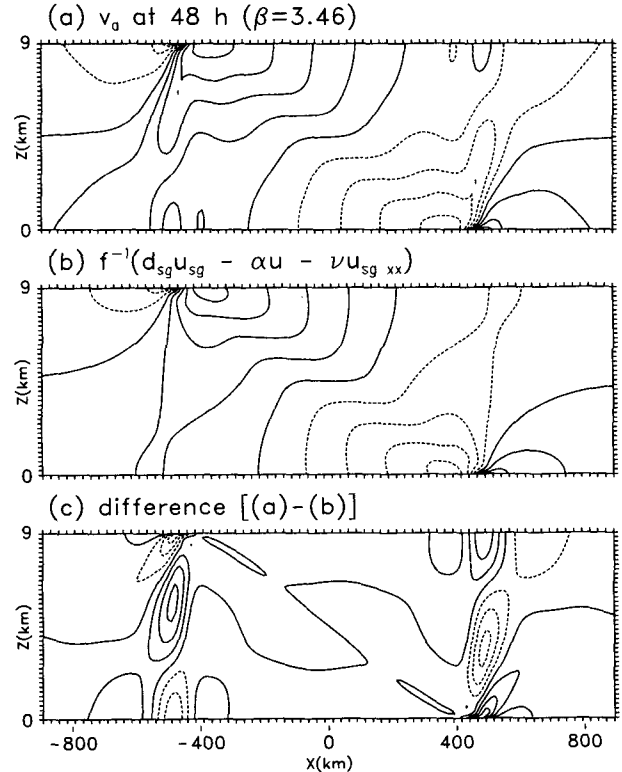 (a) vₐ at 48 h (β=3.46)
9
Z(km)
0
(b) f⁻¹(d_sg u_sg - αu - νu_sg xx)
9
Z(km)
0
(c) difference [(a)-(b)]
9
Z(km)
0
-800 -400 0 400 800
X(km)